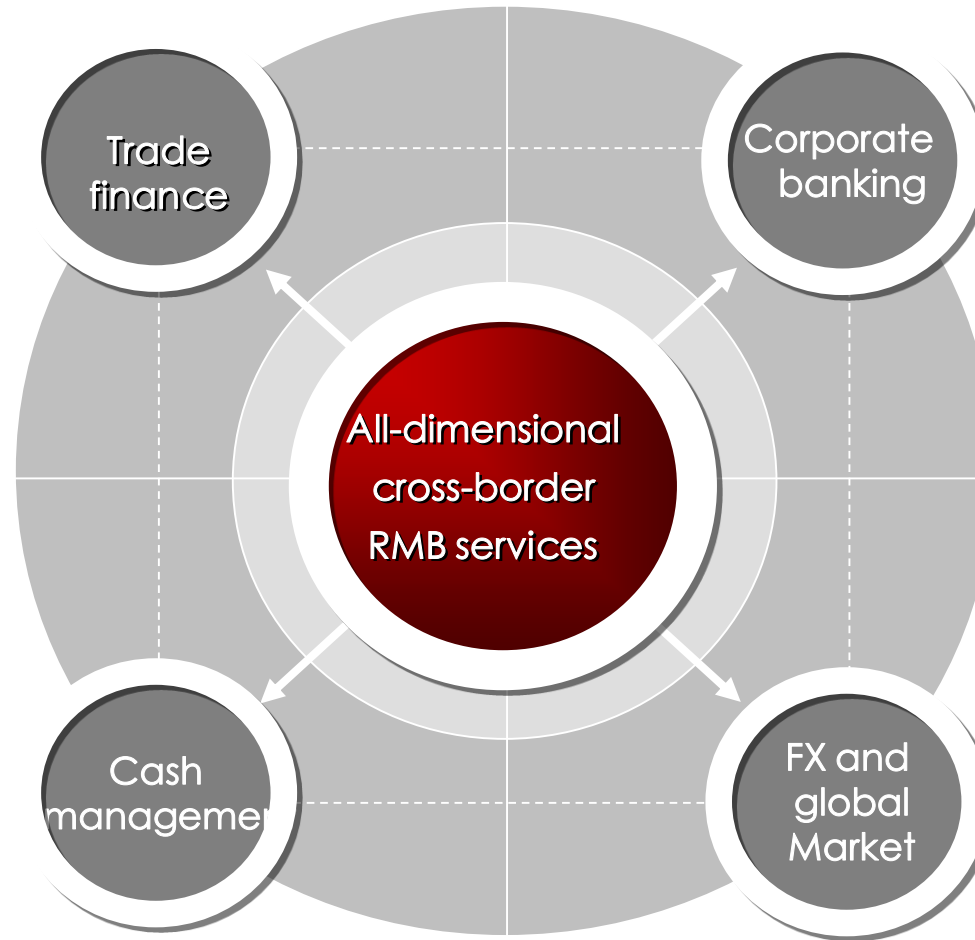 Trade
finance
Corporate
banking
All-dimensional
cross-border
RMB services
Cash
managemen
FX and
global
Market